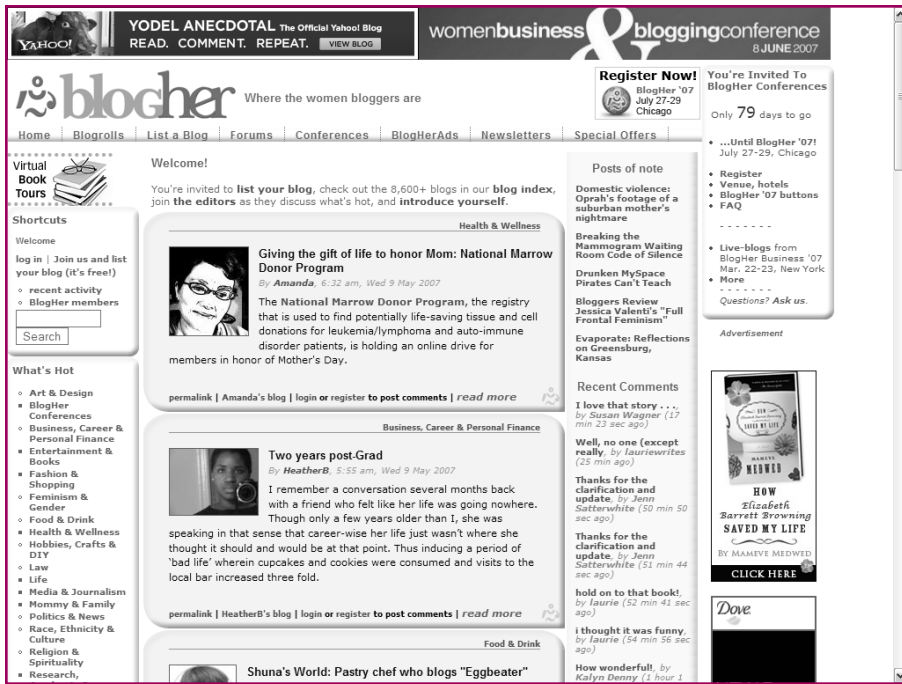 YODEL ANECDOTAL The Official Yahoo! Blog
READ. COMMENT. REPEAT. VIEW BLOG
YAHOO!
womenbusiness & bloggingconference
8 JUNE 2007
blogher
Where the women bloggers are
Register Now!
BlogHer '07
July 27-29
Chicago
Home
Blogrolls
List a Blog
Forums
Conferences
BlogHerAds
Newsletters
Special Offers
Virtual
Book
Tours
Shortcuts
Welcome
log in | Join us and list
your blog (it's free!)
recent activity
BlogHer members
Search
What's Hot
Art & Design
BlogHer
Conferences
Business, Career &
Personal Finance
Entertainment &
Books
Fashion &
Shopping
Feminism &
Gender
Food & Drink
Health & Wellness
Hobbies, Crafts &
DIY
Law
Life
Media & Journalism
Mommy & Family
Politics & News
Race, Ethnicity &
Culture
Religion &
Spirituality
Research,
Welcome!
You're invited to list your blog, check out the 8,600+ blogs in our blog index,
join the editors as they discuss what's hot, and introduce yourself.
Health & Wellness
Giving the gift of life to honor Mom: National Marrow
Donor Program
By Amanda, 6:32 am, Wed 9 May 2007
The National Marrow Donor Program, the registry
that is used to find potentially life-saving tissue and cell
donations for leukemia/lymphoma and auto-immune
disorder patients, is holding an online drive for
members in honor of Mother's Day.
permalink | Amanda's blog | login or register to post comments | read more
Business, Career & Personal Finance
Two years post-Grad
By HeatherB, 5:55 am, Wed 9 May 2007
I remember a conversation several months back
with a friend who felt like her life was going nowhere.
Though only a few years older than I, she was
speaking in that sense that career-wise her life just wasn't where she
thought it should and would be at that point. Thus inducing a period of
'bad life' wherein cupcakes and cookies were consumed and visits to the
local bar increased three fold.
permalink | HeatherB's blog | login or register to post comments | read more
Food & Drink
Shuna's World: Pastry chef who blogs "Eggbeater"
Posts of note
Domestic violence:
Oprah's footage of a
suburban mother's
nightmare
Breaking the
Mammogram Waiting
Room Code of Silence
Drunken MySpace
Pirates Can't Teach
Bloggers Review
Jessica Valenti's "Full
Frontal Feminism"
Evaporate: Reflections
on Greensburg,
Kansas
Recent Comments
I love that story . . .,
by Susan Wagner (17
min 23 sec ago)
Well, no one (except
really, by lauriewrites
(25 min ago)
Thanks for the
clarification and
update, by Jenn
Satterwhite (50 min 50
sec ago)
Thanks for the
clarification and
update, by Jenn
Satterwhite (51 min 44
sec ago)
hold on to that book!,
by laurie (52 min 41 sec
ago)
i thought it was funny,
by laurie (54 min 56 sec
ago)
How wonderful!, by
Kalyn Denny (1 hour 1
You're Invited To
BlogHer Conferences
Only 79 days to go
...Until BlogHer '07!
July 27-29, Chicago
Register
Venue, hotels
BlogHer '07 buttons
FAQ
- - - - - - -
Live-blogs from
BlogHer Business '07
Mar. 22-23, New York
More
- - - - - - -
Questions? Ask us.
Advertisement
HOW
Elizabeth
Barrett Browning
SAVED MY LIFE
MAMEVE
MEDWED
HOW
Elizabeth
Barrett Browning
SAVED MY LIFE
BY MAMEVE MEDWED
CLICK HERE
Dove